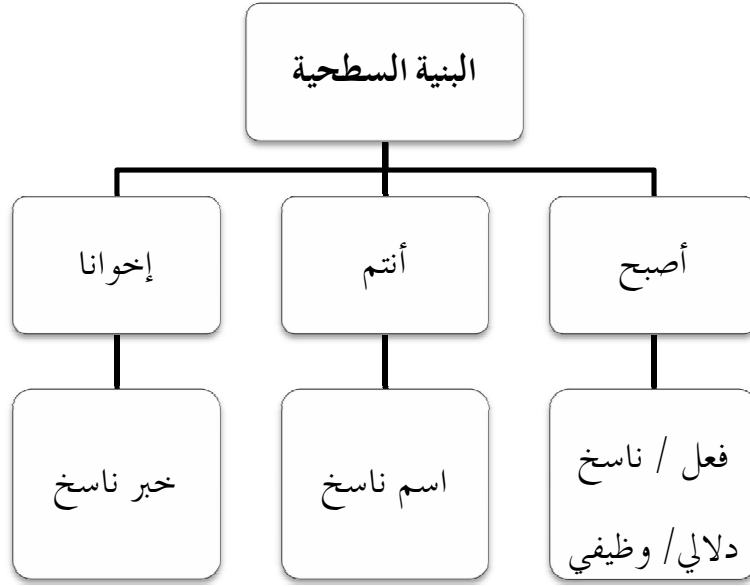 البنية السطحية
أصبح
أنتم
إخوانا
فعل / ناسخ
دلالي/ وظيفي
اسم ناسخ
خبر ناسخ